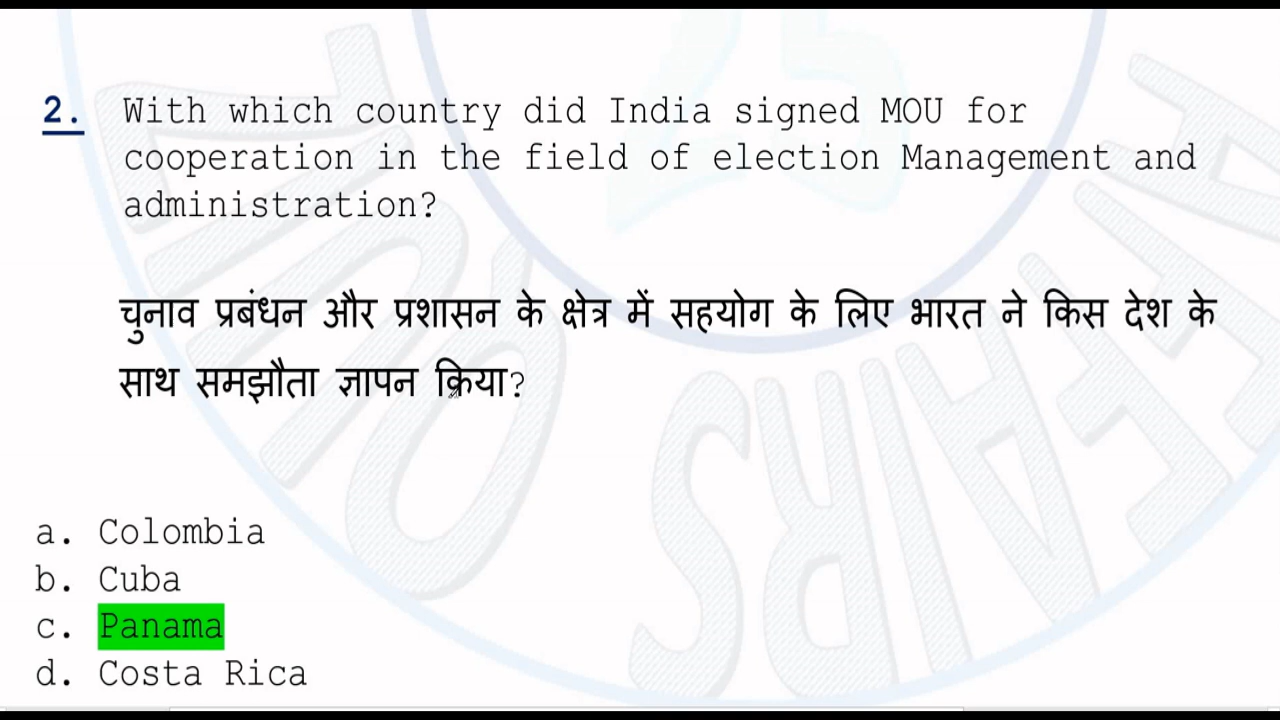 2. With which country did India signed MOU for
cooperation in the field of election Management and
administration?
चुनाव प्रबंधन और प्रशासन के क्षेत्र में सहयोग के लिए भारत ने किस देश के
साथ समझौता ज्ञापन किया?
a. Colombia
b. Cuba
c. Panama
d. Costa Rica
AFFAIRS